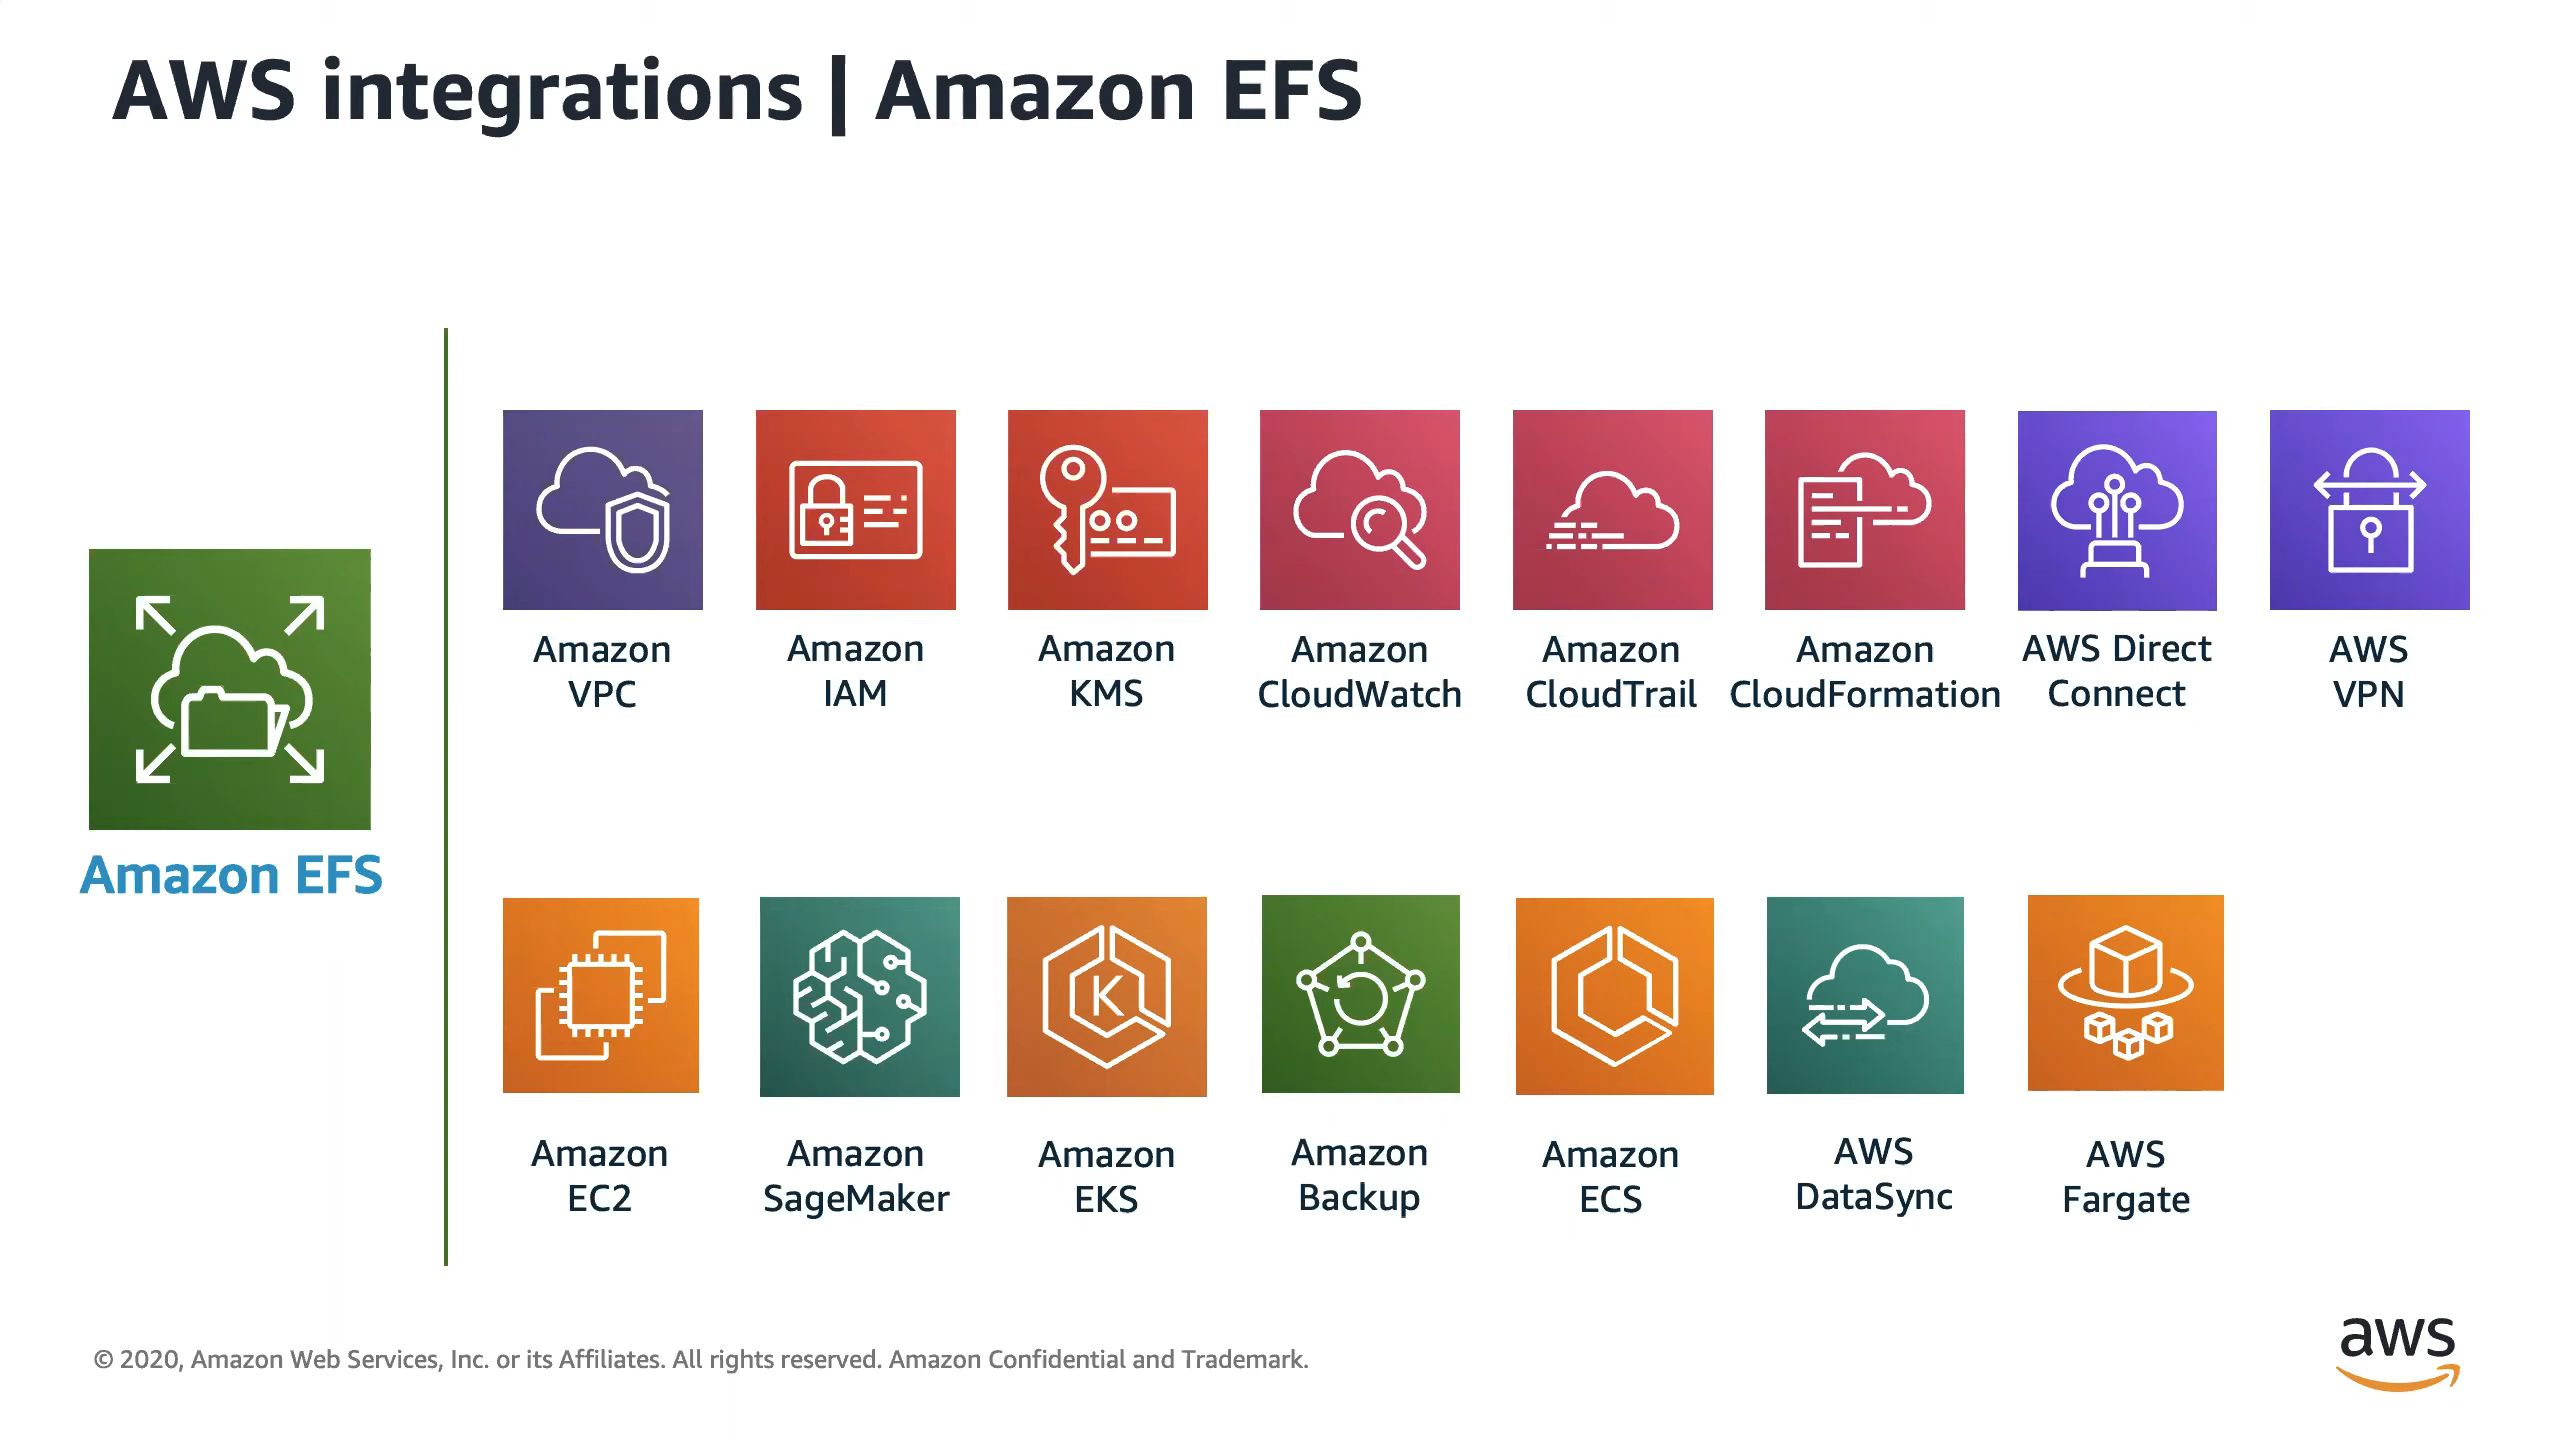 AWS integrations | Amazon EFS
Amazon EFS
Amazon
VPC
Amazon
IAM
Amazon
KMS
Amazon
CloudWatch
Amazon
CloudTrail
Amazon
CloudFormation
AWS Direct
Connect
AWS
VPN
Amazon
EC2
Amazon
SageMaker
K
Amazon
EKS
Amazon
Backup
Amazon
ECS
AWS
DataSync
AWS
Fargate
© 2020, Amazon Web Services, Inc. or its Affiliates. All rights reserved. Amazon Confidential and Trademark.
aws